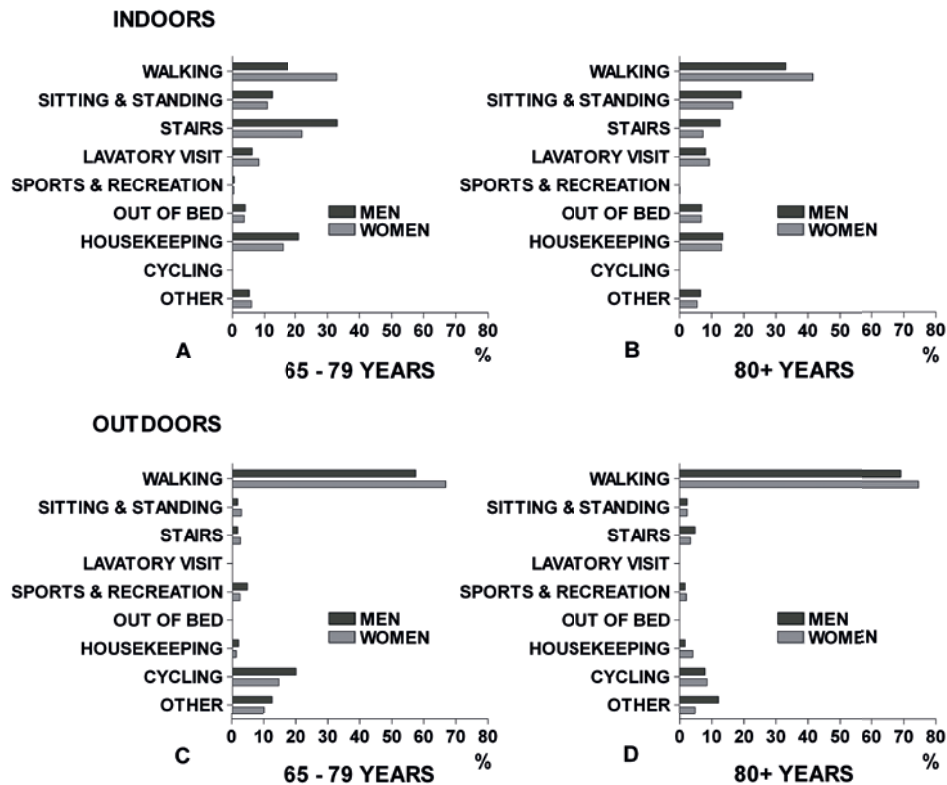 INDOORS
WALKING
SITTING & STANDING
STAIRS
LAVATORY VISIT
SPORTS & RECREATION
OUT OF BED
HOUSEKEEPING
CYCLING
OTHER
MEN
WOMEN
0 10 20 30 40 50 60 70 80
%
A
65 - 79 YEARS
WALKING
SITTING & STANDING
STAIRS
LAVATORY VISIT
SPORTS & RECREATION
OUT OF BED
HOUSEKEEPING
CYCLING
OTHER
MEN
WOMEN
0 10 20 30 40 50 60 70 80
%
B
80+ YEARS
OUTDOORS
WALKING
SITTING & STANDING
STAIRS
LAVATORY VISIT
SPORTS & RECREATION
OUT OF BED
HOUSEKEEPING
CYCLING
OTHER
MEN
WOMEN
0 10 20 30 40 50 60 70 80
%
C
65 - 79 YEARS
WALKING
SITTING & STANDING
STAIRS
LAVATORY VISIT
SPORTS & RECREATION
OUT OF BED
HOUSEKEEPING
CYCLING
OTHER
MEN
WOMEN
0 10 20 30 40 50 60 70 80
%
D
80+ YEARS